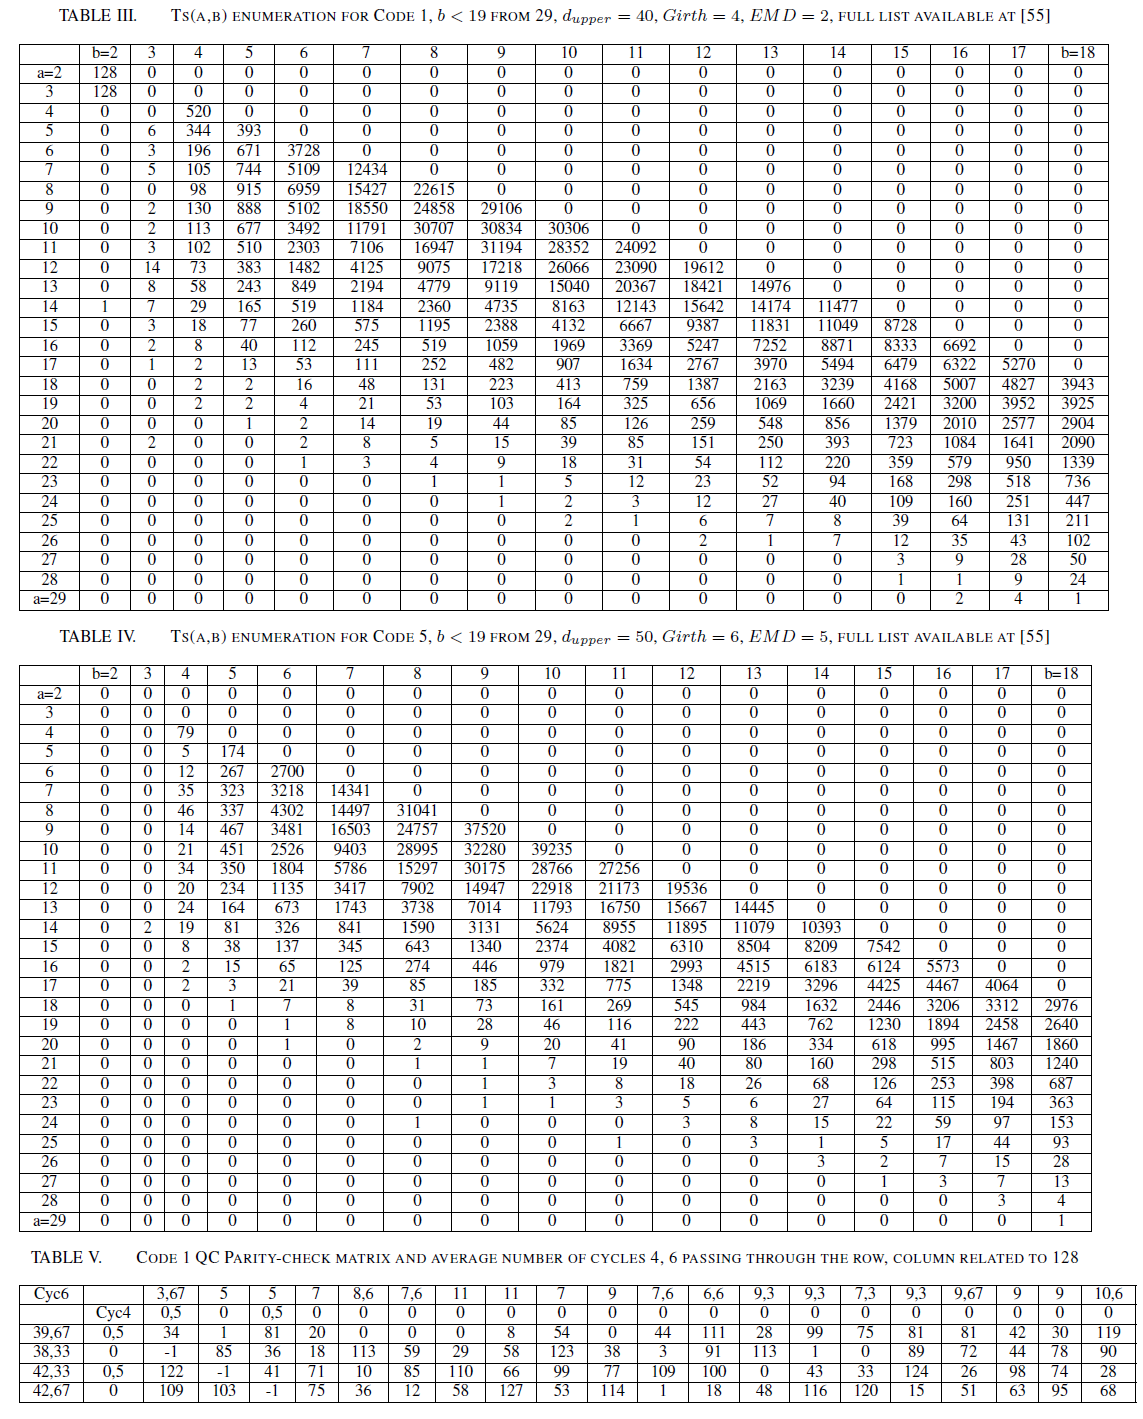 TABLE III. TS(A,B) ENUMERATION FOR CODE 1, b < 19 FROM 29, d_upper = 40, Girth = 4, EMD = 2, FULL LIST AVAILABLE AT [55]
b=2 3 4 5 6 7 8 9 10 11 12 13 14 15 16 17 b=18
a=2 128 0 0 0 0 0 0 0 0 0 0 0 0 0 0 0 0
3 128 0 0 0 0 0 0 0 0 0 0 0 0 0 0 0 0
4 0 0 520 0 0 0 0 0 0 0 0 0 0 0 0 0 0
5 0 6 344 393 0 0 0 0 0 0 0 0 0 0 0 0 0
6 0 3 196 671 3728 0 0 0 0 0 0 0 0 0 0 0 0
7 0 5 105 744 5109 12434 0 0 0 0 0 0 0 0 0 0 0
8 0 0 98 915 6959 15427 22615 0 0 0 0 0 0 0 0 0 0
9 0 2 130 888 5102 18550 24858 29106 0 0 0 0 0 0 0 0 0
10 0 2 113 677 3492 11791 30707 30834 30306 0 0 0 0 0 0 0 0
11 0 3 102 510 2303 7106 16947 31194 28352 24092 0 0 0 0 0 0 0
12 0 14 73 383 1482 4125 9075 17218 26066 23090 19612 0 0 0 0 0 0
13 0 8 58 243 849 2194 4779 9119 15040 20367 18421 14976 0 0 0 0 0
14 1 7 29 165 519 1184 2360 4735 8163 12143 15642 14174 11477 0 0 0 0
15 0 3 18 77 260 575 1195 2388 4132 6667 9387 11831 11049 8728 0 0 0
16 0 2 8 40 112 245 519 1059 1969 3369 5247 7252 8871 8333 6692 0 0
17 0 1 2 13 53 111 252 482 907 1634 2767 3970 5494 6479 6322 5270 0
18 0 0 2 2 16 48 131 223 413 759 1387 2163 3239 4168 5007 4827 3943
19 0 0 2 2 4 21 53 103 164 325 656 1069 1660 2421 3200 3952 3925
20 0 0 0 1 2 14 19 44 85 126 259 548 856 1379 2010 2577 2904
21 0 2 0 0 2 8 5 15 39 85 151 250 393 723 1084 1641 2090
22 0 0 0 0 1 3 4 9 18 31 54 112 220 359 579 950 1339
23 0 0 0 0 0 0 1 1 5 12 23 52 94 168 298 518 736
24 0 0 0 0 0 0 0 1 2 3 12 27 40 109 160 251 447
25 0 0 0 0 0 0 0 0 2 1 6 7 8 39 64 131 211
26 0 0 0 0 0 0 0 0 0 0 2 1 7 12 35 43 102
27 0 0 0 0 0 0 0 0 0 0 0 0 0 3 9 28 50
28 0 0 0 0 0 0 0 0 0 0 0 0 0 1 1 9 24
a=29 0 0 0 0 0 0 0 0 0 0 0 0 0 0 2 4 1
TABLE IV. TS(A,B) ENUMERATION FOR CODE 5, b < 19 FROM 29, d_upper = 50, Girth = 6, EMD = 5, FULL LIST AVAILABLE AT [55]
b=2 3 4 5 6 7 8 9 10 11 12 13 14 15 16 17 b=18
a=2 0 0 0 0 0 0 0 0 0 0 0 0 0 0 0 0 0
3 0 0 0 0 0 0 0 0 0 0 0 0 0 0 0 0 0
4 0 0 79 0 0 0 0 0 0 0 0 0 0 0 0 0 0
5 0 0 5 174 0 0 0 0 0 0 0 0 0 0 0 0 0
6 0 0 12 267 2700 0 0 0 0 0 0 0 0 0 0 0 0
7 0 0 35 323 3218 14341 0 0 0 0 0 0 0 0 0 0 0
8 0 0 46 337 4302 14497 31041 0 0 0 0 0 0 0 0 0 0
9 0 0 14 467 3481 16503 24757 37520 0 0 0 0 0 0 0 0 0
10 0 0 21 451 2526 9403 28995 32280 39235 0 0 0 0 0 0 0 0
11 0 0 34 350 1804 5786 15297 30175 28766 27256 0 0 0 0 0 0 0
12 0 0 20 234 1135 3417 7902 14947 22918 21173 19536 0 0 0 0 0 0
13 0 0 24 164 673 1743 3738 7014 11793 16750 15667 14445 0 0 0 0 0
14 0 2 19 81 326 841 1590 3131 5624 8955 11895 11079 10393 0 0 0 0
15 0 0 8 38 137 345 643 1340 2374 4082 6310 8504 8209 7542 0 0 0
16 0 0 2 15 65 125 274 446 979 1821 2993 4515 6183 6124 5573 0 0
17 0 0 2 3 21 39 85 185 332 775 1348 2219 3296 4425 4467 4064 0
18 0 0 0 1 7 8 31 73 161 269 545 984 1632 2446 3206 3312 2976
19 0 0 0 0 1 8 10 28 46 116 222 443 762 1230 1894 2458 2640
20 0 0 0 0 1 0 2 9 20 41 90 186 334 618 995 1467 1860
21 0 0 0 0 0 0 1 1 7 19 40 80 160 298 515 803 1240
22 0 0 0 0 0 0 0 1 3 8 18 26 68 126 253 398 687
23 0 0 0 0 0 0 0 1 1 3 5 6 27 64 115 194 363
24 0 0 0 0 0 0 1 0 0 0 3 8 15 22 59 97 153
25 0 0 0 0 0 0 0 0 0 1 0 3 1 5 17 44 93
26 0 0 0 0 0 0 0 0 0 0 0 0 3 2 7 15 28
27 0 0 0 0 0 0 0 0 0 0 0 0 0 1 3 7 13
28 0 0 0 0 0 0 0 0 0 0 0 0 0 0 0 3 4
a=29 0 0 0 0 0 0 0 0 0 0 0 0 0 0 0 0 1
TABLE V. CODE 1 QC PARITY-CHECK MATRIX AND AVERAGE NUMBER OF CYCLES 4, 6 PASSING THROUGH THE ROW, COLUMN RELATED TO 128
Cyc6 3,67 5 5 7 8,6 7,6 11 11 7 9 7,6 6,6 9,3 9,3 7,3 9,3 9,67 9 9 10,6
Cyc4 0,5 0 0,5 0 0 0 0 0 0 0 0 0 0 0 0 0 0 0 0 0
39,67 0,5 34 1 81 20 0 0 0 8 54 0 44 111 28 99 75 81 81 42 30 119
38,33 0 -1 85 36 18 113 59 29 58 123 38 3 91 113 1 0 89 72 44 78 90
42,33 0,5 122 -1 41 71 10 85 110 66 99 77 109 100 0 43 33 124 26 98 74 28
42,67 0 109 103 -1 75 36 12 58 127 53 114 1 18 48 116 120 15 51 63 95 68